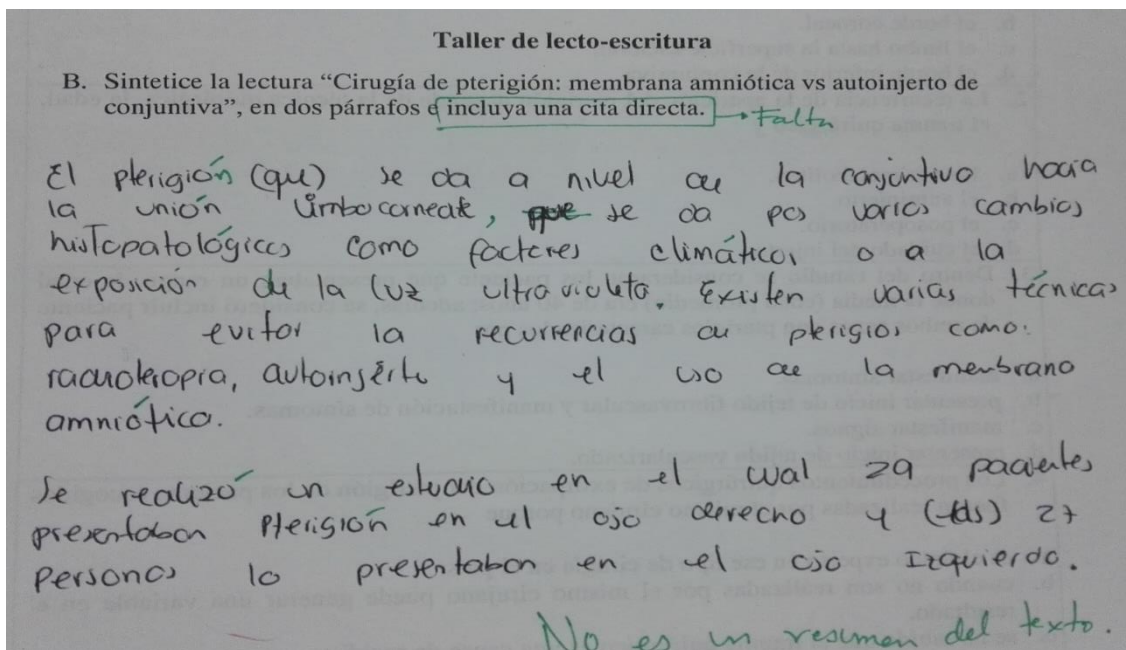 Taller de lecto-escritura
B. Sintetice la lectura “Cirugía de pterigión: membrana amniótica vs autoinjerto de
conjuntiva”, en dos párrafos e incluya una cita directa. Falta
El pterigión (que) se da a nivel de la conjuntiva hacia
la unión limbocorneal, se da por varios cambios
histopatológicos como factores climáticos o a la
exposición de la luz ultravioleta. Existen varias técnicas
para evitar la recurrencias de pterigios como:
radioterapia, autoinjerto y el uso de la membrana
amniótica.
Se realizó un estudio en el cual 29 pacientes
presentaban Pterigión en el ojo derecho y 27
personas lo presentaban en el ojo Izquierdo.
No es un resumen del texto.